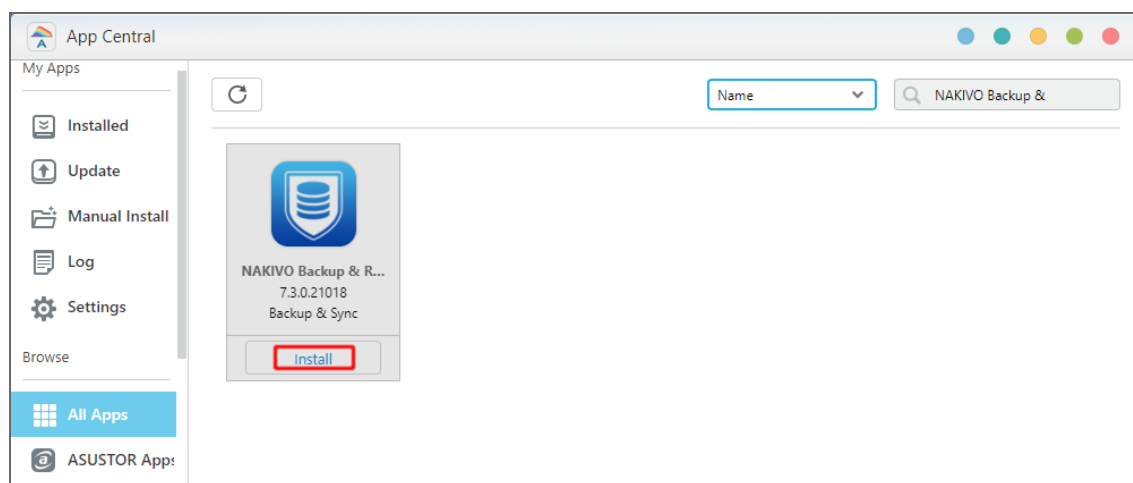 App Central
My Apps
Installed
Update
Manual Install
Log
Settings
Browse
All Apps
ASUSTOR Apps
Name
NAKIVO Backup &
NAKIVO Backup & R...
7.3.0.21018
Backup & Sync
Install